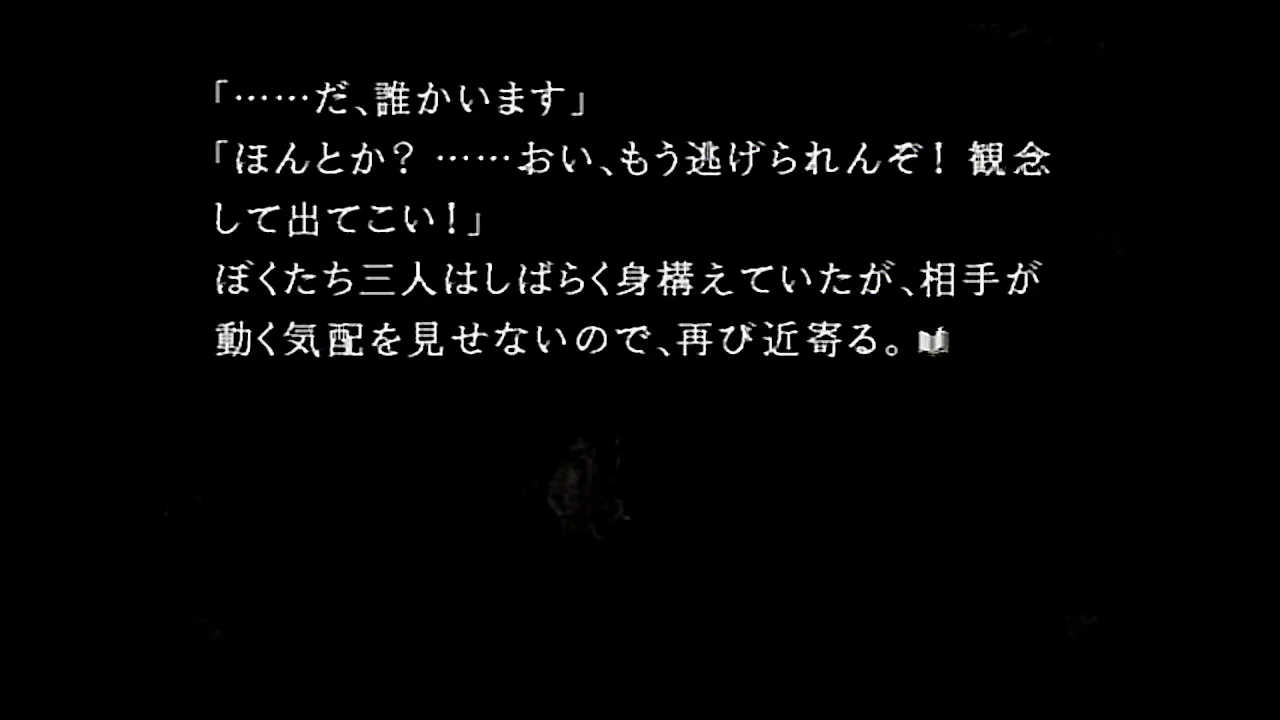 「……だ、誰かいます」
「ほんとか？ ……おい、もう逃げられんぞ！ 観念
して出てこい！」
ぼくたち三人はしばらく身構えていたが、相手が
動く気配を見せないので、再び近寄る。